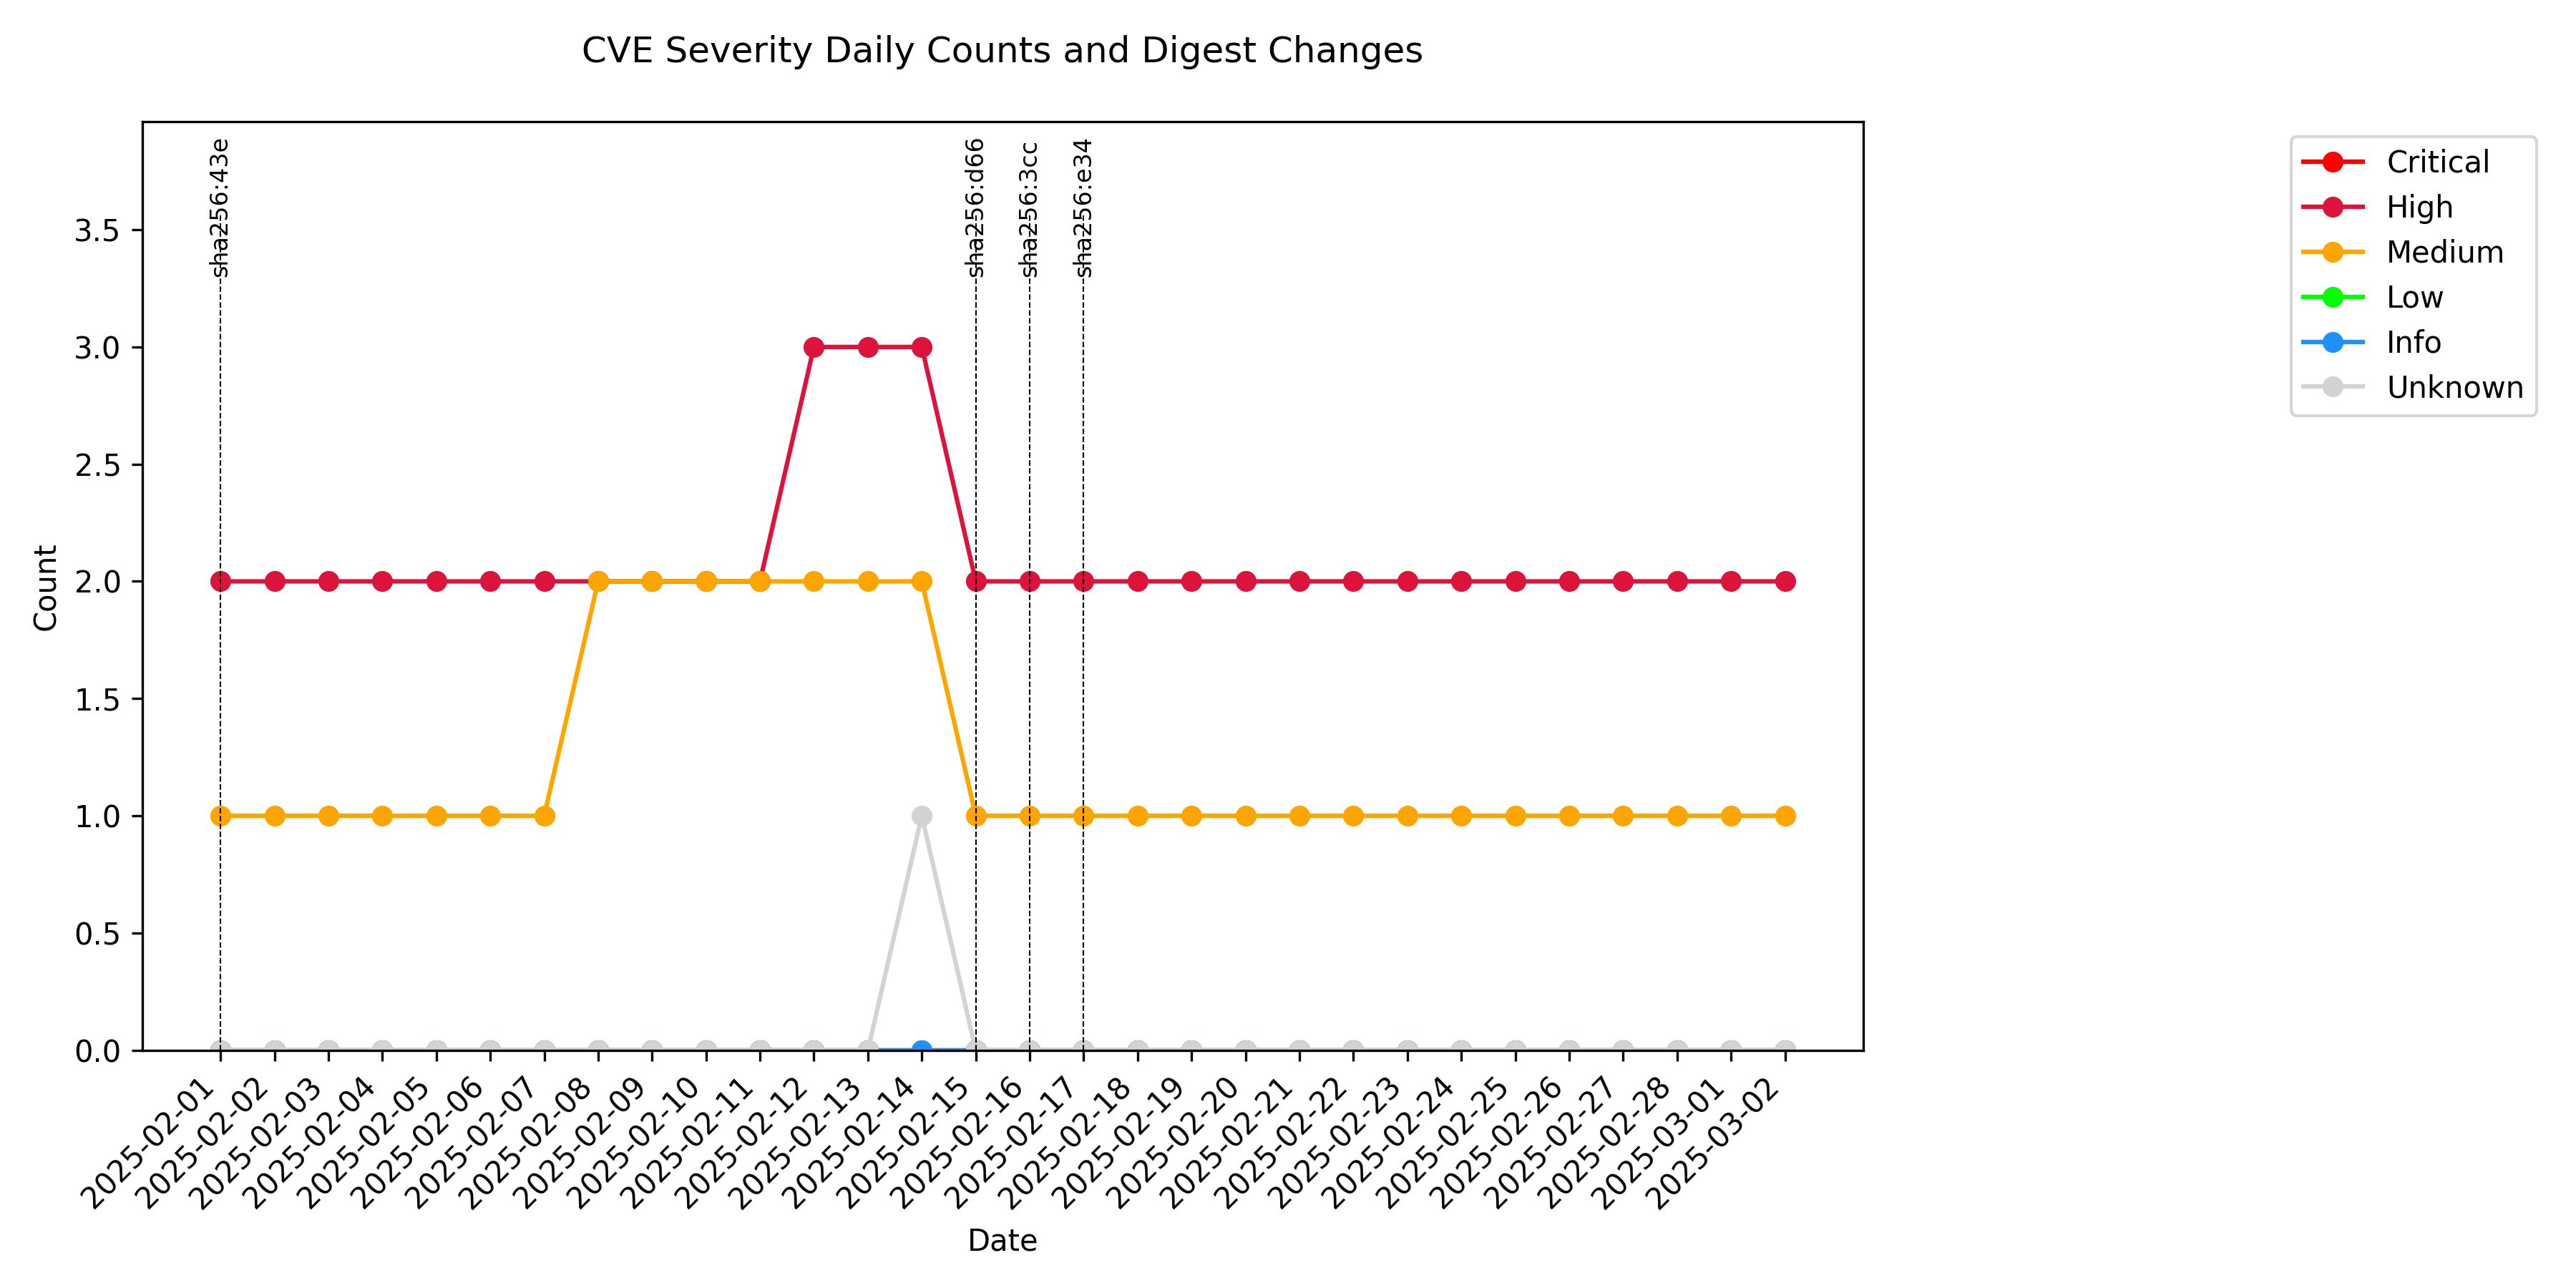 CVE Severity Daily Counts and Digest Changes
sha256:43e
sha256:d66
sha256:3cc
sha256:e34
Critical
High
Medium
Low
Info
Unknown
3.5
3.0
2.5
2.0
1.5
1.0
0.5
0.0
Count
2025-02-01
2025-02-02
2025-02-03
2025-02-04
2025-02-05
2025-02-06
2025-02-07
2025-02-08
2025-02-09
2025-02-10
2025-02-11
2025-02-12
2025-02-13
2025-02-14
2025-02-15
2025-02-16
2025-02-17
2025-02-18
2025-02-19
2025-02-20
2025-02-21
2025-02-22
2025-02-23
2025-02-24
2025-02-25
2025-02-26
2025-02-27
2025-02-28
2025-03-01
2025-03-02
Date